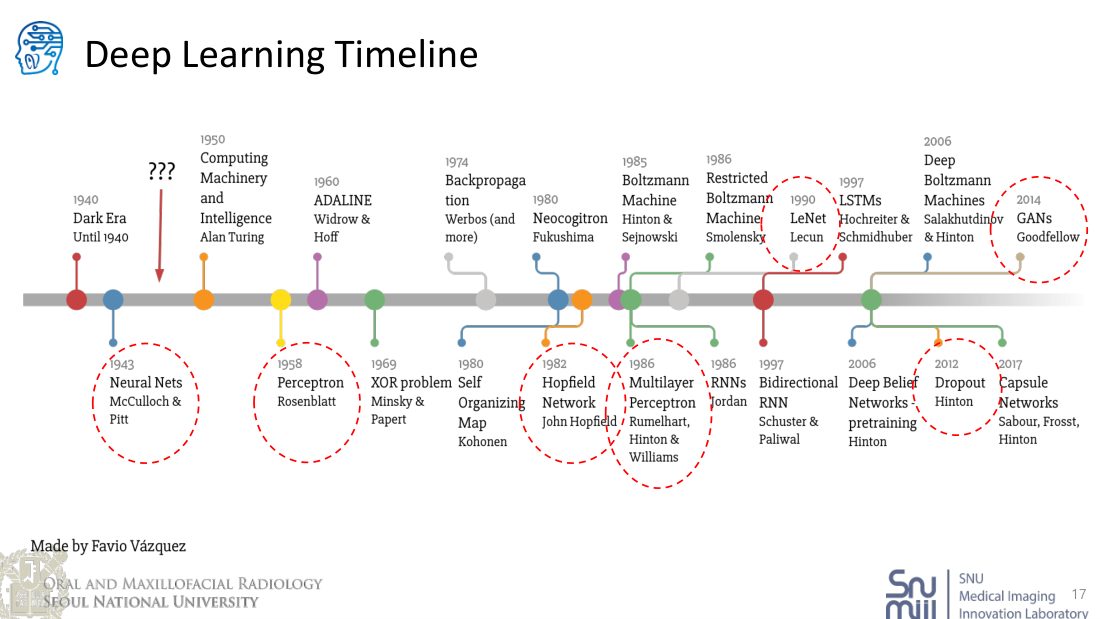 Deep Learning Timeline
???
1940
Dark Era
Until 1940
1950
Computing
Machinery
and
Intelligence
Alan Turing
1960
ADALINE
Widrow &
Hoff
1974
Backpropaga
tion
Werbos (and
more)
1980
Neocogitron
Fukushima
1985
Boltzmann
Machine
Hinton &
Sejnowski
1986
Restricted
Boltzmann
Machine
Smolensky
1990
LeNet
Lecun
1997
LSTMs
Hochreiter &
Schmidhuber
2006
Deep
Boltzmann
Machines
Salakhutdinov
& Hinton
2014
GANs
Goodfellow
1943
Neural Nets
McCulloch &
Pitt
1958
Perceptron
Rosenblatt
1969
XOR problem
Minsky &
Papert
1980
Self
Organizing
Map
Kohonen
1982
Hopfield
Network
John Hopfield
1986
Multilayer
Perceptron
Rumelhart,
Hinton &
Williams
1986
RNNs
Jordan
1997
Bidirectional
RNN
Schuster &
Paliwal
2006
Deep Belief
Networks -
pretraining
Hinton
2012
Dropout
Hinton
2017
Capsule
Networks
Sabour, Frosst,
Hinton
Made by Favio Vázquez
ORAL AND MAXILLOFACIAL RADIOLOGY
SEOUL NATIONAL UNIVERSITY
SNU
Medical Imaging
Innovation Laboratory
17